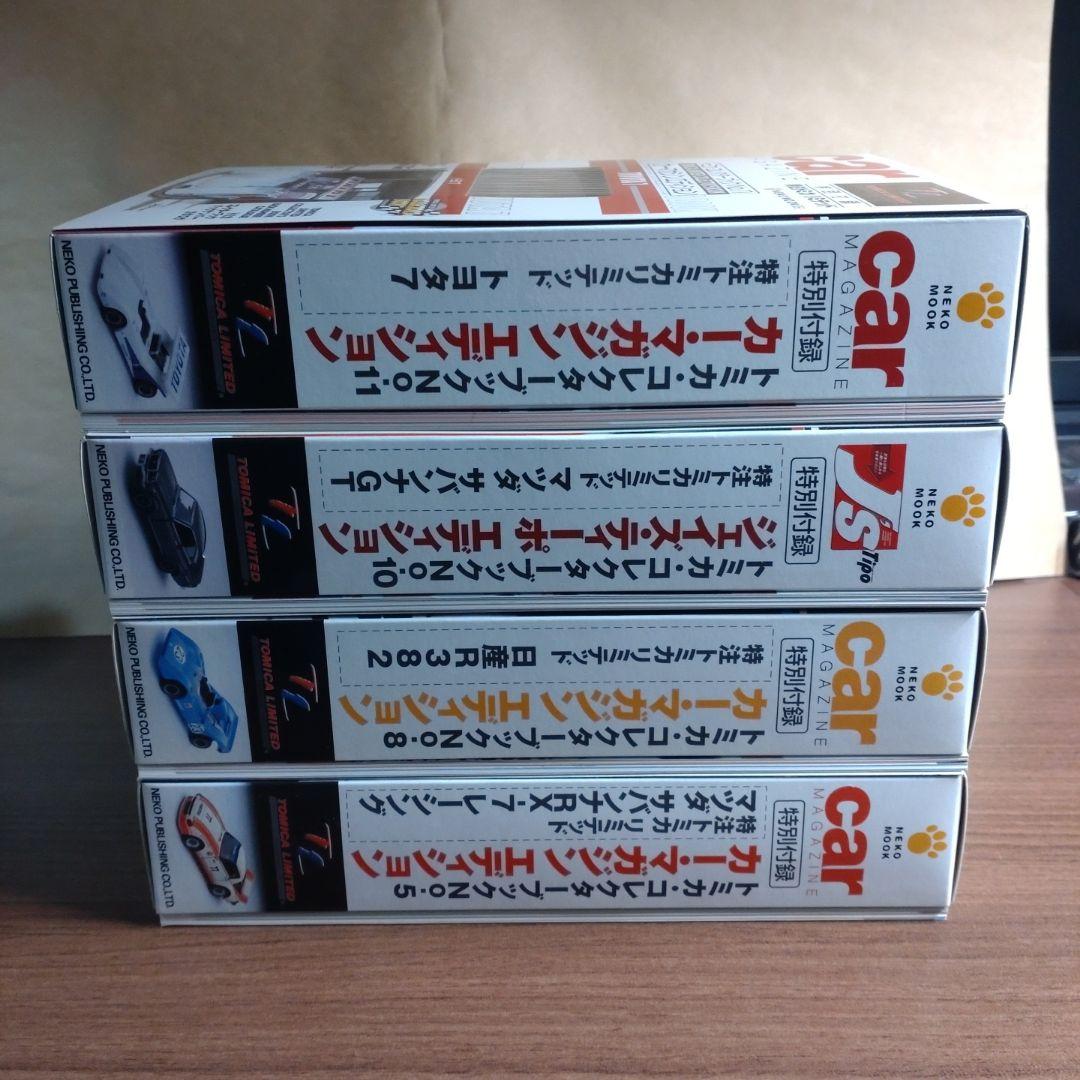 car
MAGAZINE
特別付録
NEKO
MOOK
特注トミカリミテッド トヨタ7
カー・マガジン エディション
トミカ・コレクターブックNo.11
TOMICA LIMITED
TL
TOYOTA
NEKO PUBLISHING CO.,LTD.
J's
Tipo
特別付録
NEKO
MOOK
特注トミカリミテッド マツダ サバンナGT
ジェイズ・ティーポ エディション
トミカ・コレクターブックNo.10
TOMICA LIMITED
TL
NEKO PUBLISHING CO.,LTD.
car
MAGAZINE
特別付録
NEKO
MOOK
特注トミカリミテッド 日産R382
カー・マガジン エディション
トミカ・コレクターブックNo.8
TOMICA LIMITED
TL
NEKO PUBLISHING CO.,LTD.
car
MAGAZINE
特別付録
NEKO
MOOK
特注トミカリミテッド
マツダ サバンナRX-7 レーシング
カー・マガジン エディション
トミカ・コレクターブックNo.5
TOMICA LIMITED
TL
NEKO PUBLISHING CO.,LTD.